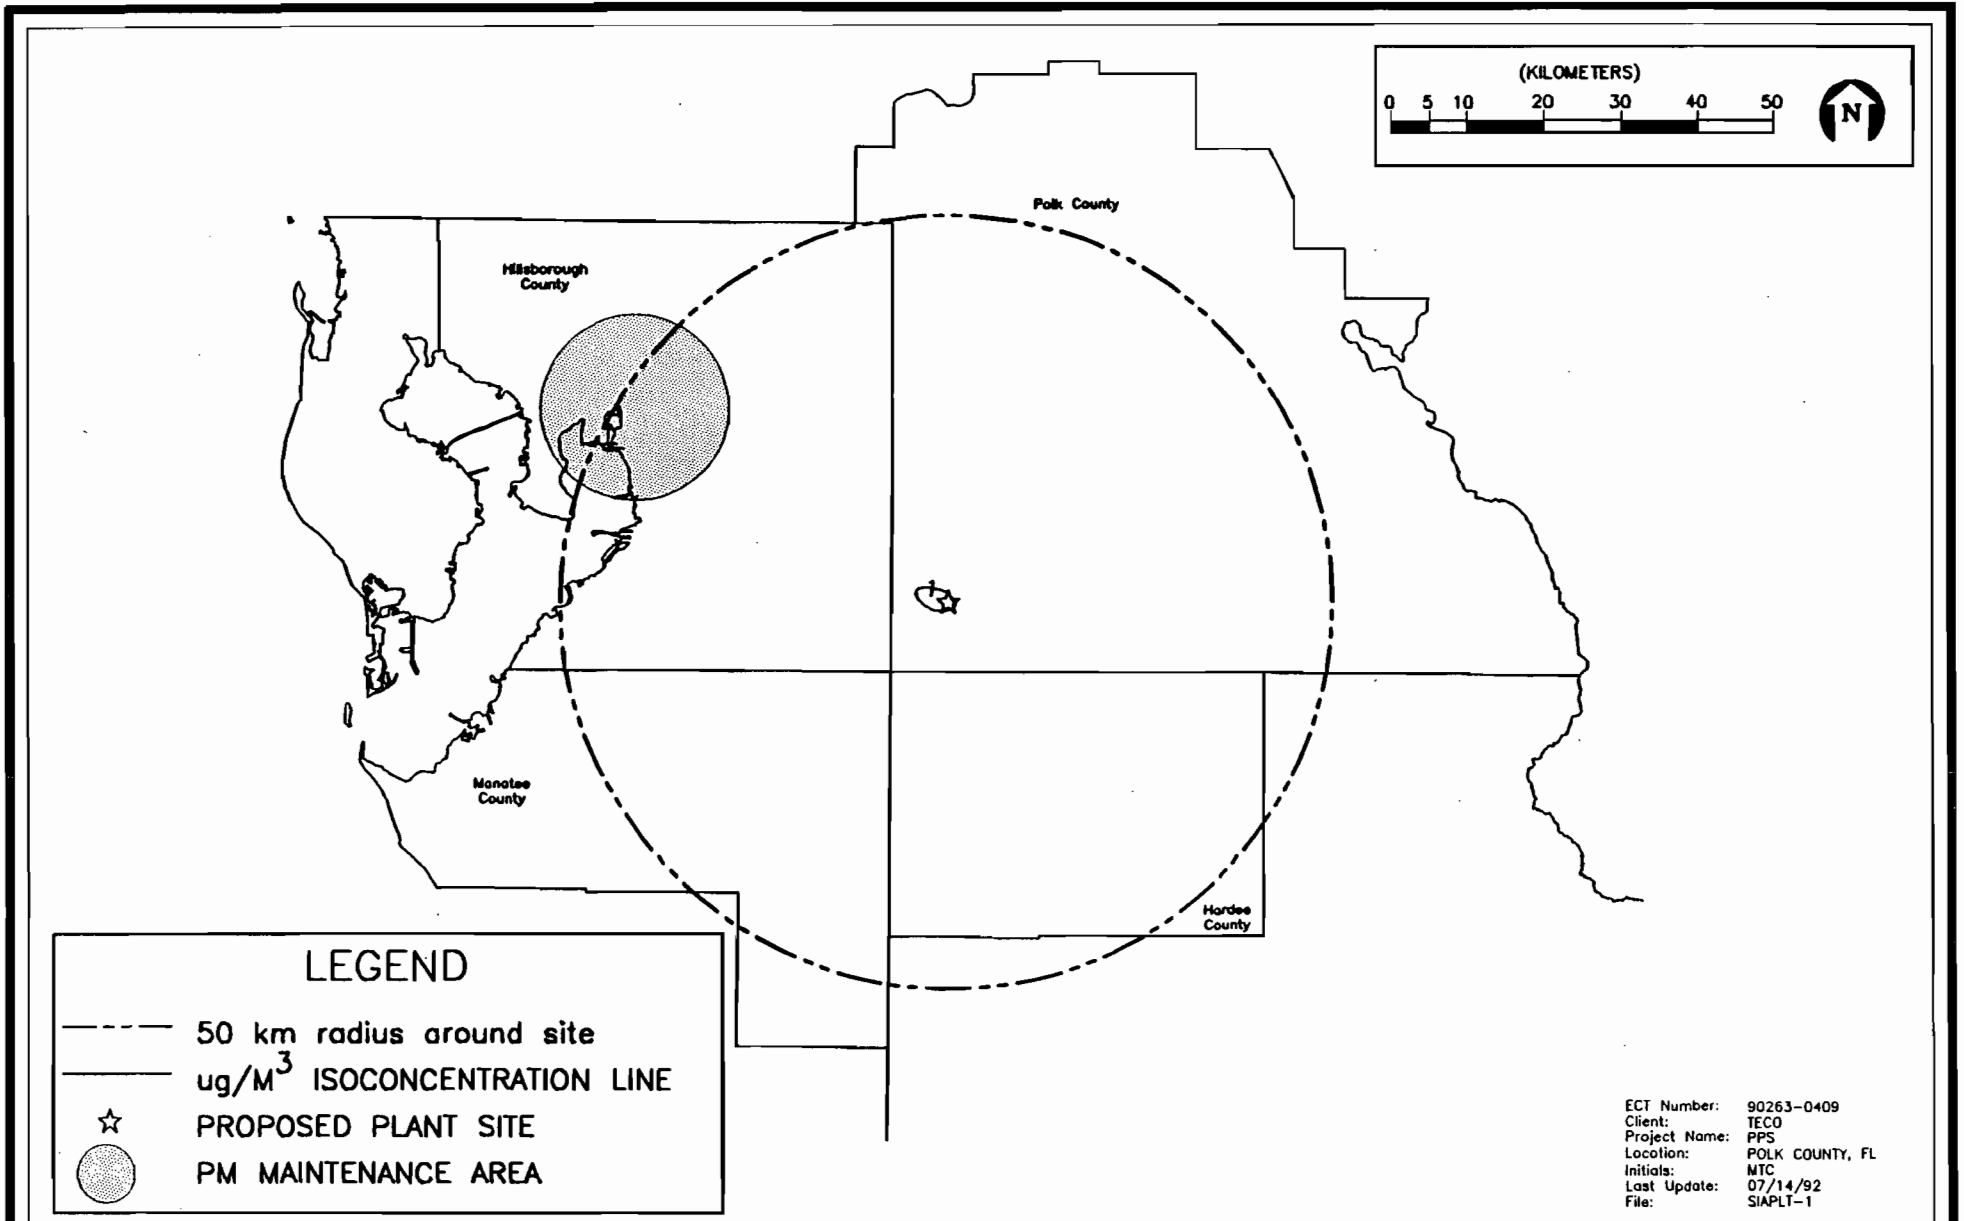 (KILOMETERS)
0 5 10 20 30 40 50
N
Polk County
Hillsborough
County
1
Manatee
County
Hardee
County
LEGEND
50 km radius around site
ug/M³ ISOCONCENTRATION LINE
PROPOSED PLANT SITE
PM MAINTENANCE AREA
ECT Number: 90263-0409
Client: TECO
Project Name: PPS
Location: POLK COUNTY, FL
Initials: MTC
Last Update: 07/14/92
File: SIAPLT-1